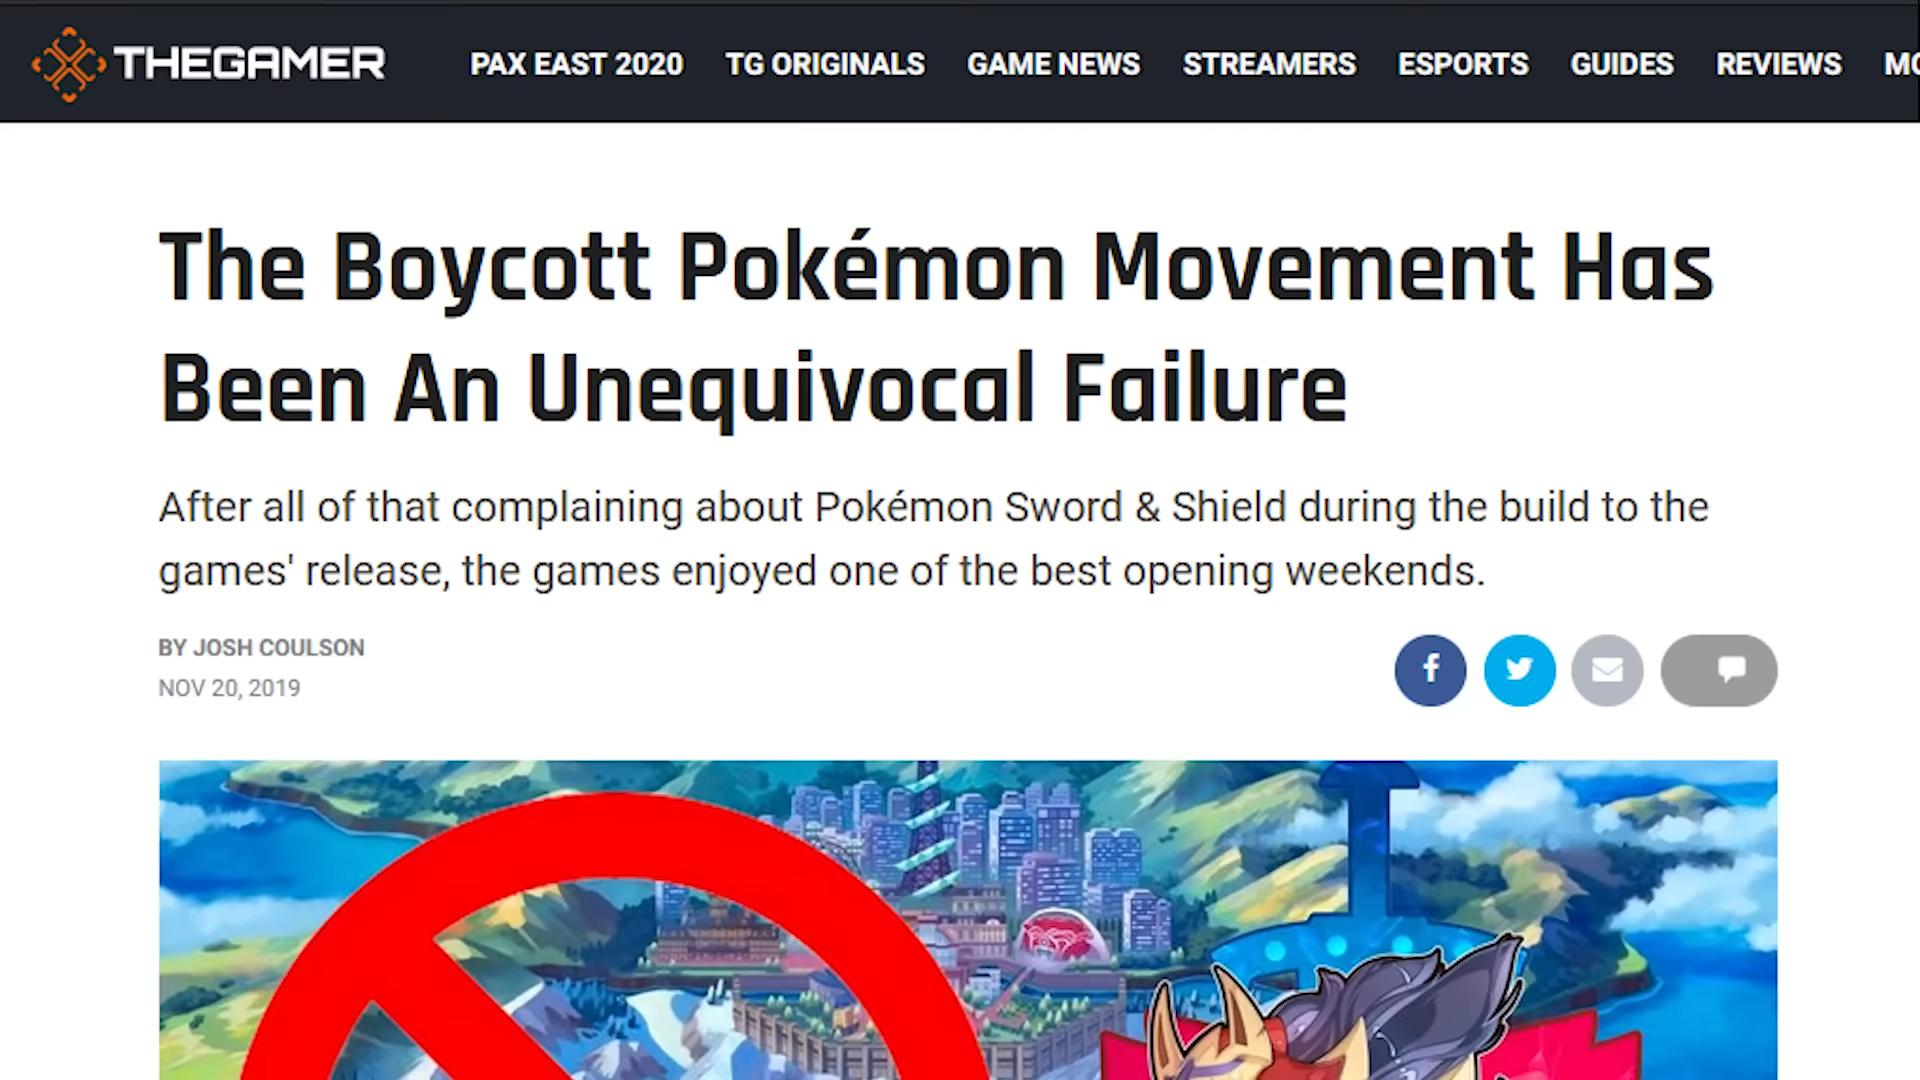 THEGAMER PAX EAST 2020 TG ORIGINALS GAME NEWS STREAMERS ESPORTS GUIDES REVIEWS
The Boycott Pokémon Movement Has
Been An Unequivocal Failure
After all of that complaining about Pokémon Sword & Shield during the build to the
games' release, the games enjoyed one of the best opening weekends.
BY JOSH COULSON
NOV 20, 2019